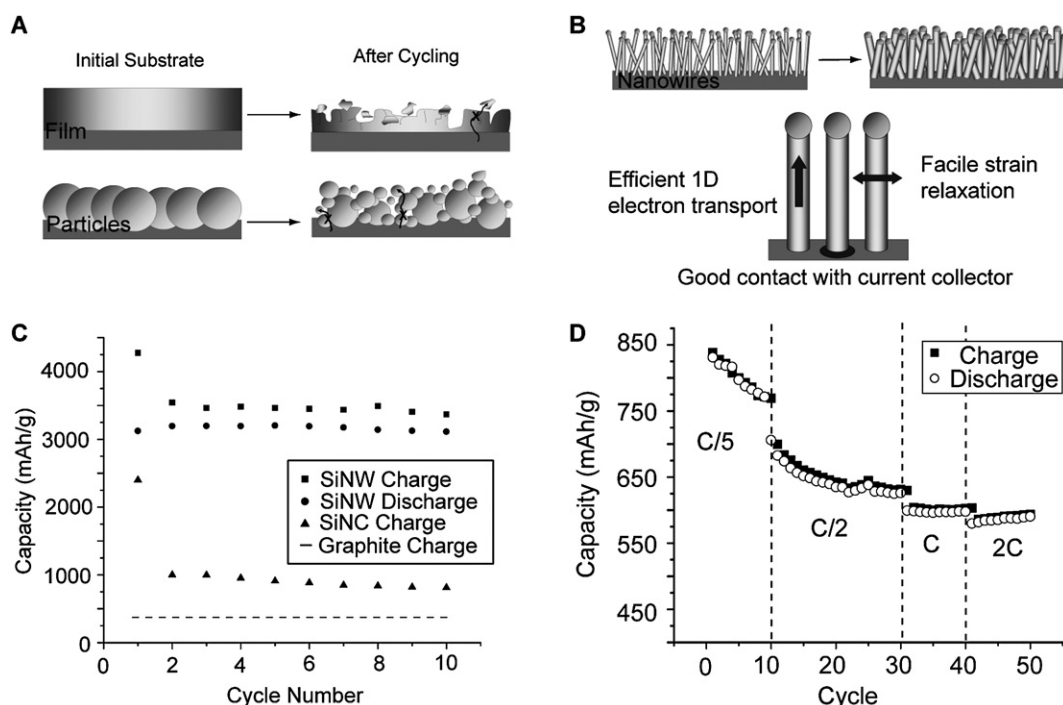 A
Initial Substrate
After Cycling
Film
Particles
B
Nanowires
Efficient 1D
electron transport
Facile strain
relaxation
Good contact with current collector
C
Capacity (mAh/g)
4000
3000
2000
1000
0
SiNW Charge
SiNW Discharge
SiNC Charge
Graphite Charge
0 2 4 6 8 10
Cycle Number
D
Capacity (mAh/g)
850
750
650
550
450
Charge
Discharge
C/5
C/2
C
2C
0 10 20 30 40 50
Cycle